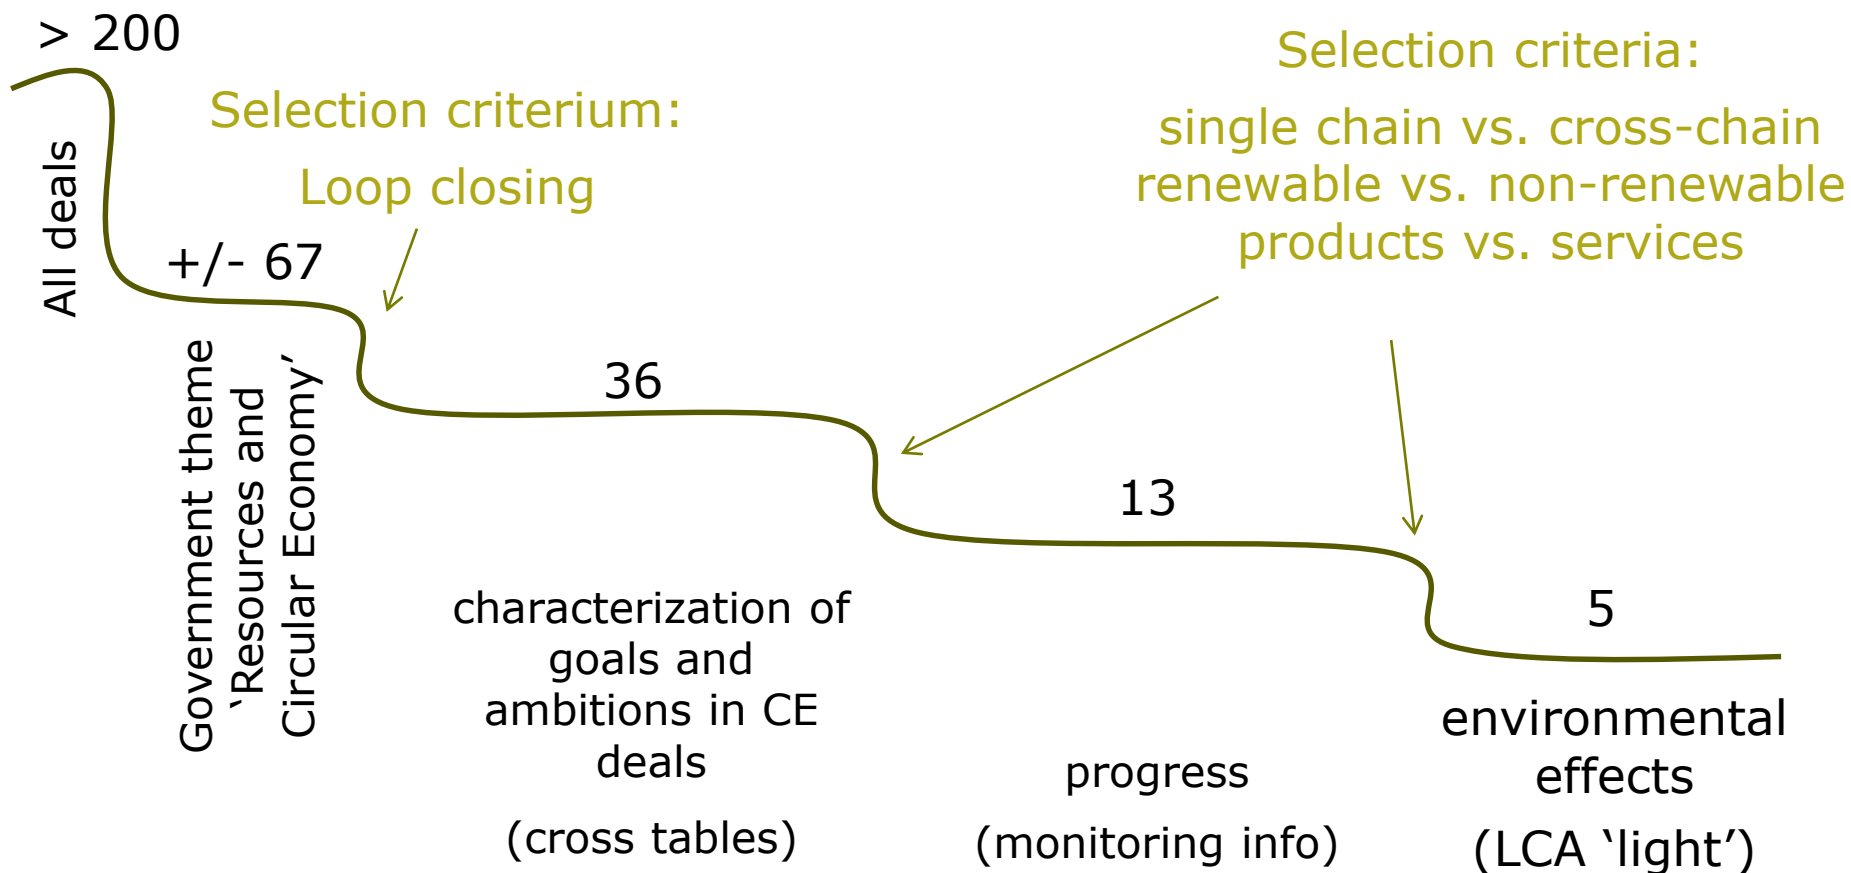 > 200
All deals
Selection criterium:
Loop closing
+/- 67
Government theme
‘Resources and
Circular Economy’
36
characterization of
goals and
ambitions in CE
deals
(cross tables)
Selection criteria:
single chain vs. cross-chain
renewable vs. non-renewable
products vs. services
13
progress
(monitoring info)
5
environmental
effects
(LCA ‘light’)